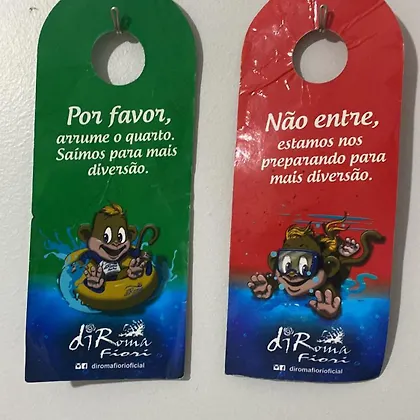 Por favor,
arrume o quarto.
Saímos para mais
diversão.
diRoma
Fiori
diromafiorioficial
Não entre,
estamos nos
preparando para
mais diversão.
diRoma
Fiori
diromafiorioficial